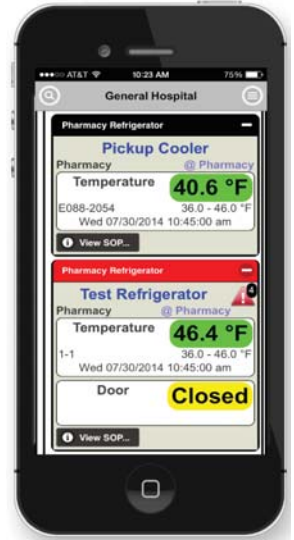 AT&T 10:23 AM 75%
General Hospital
Pharmacy Refrigerator
Pickup Cooler
Pharmacy @ Pharmacy
Temperature 40.6 °F
E088-2054 36.0 - 46.0 °F
Wed 07/30/2014 10:45:00 am
View SOP...
Pharmacy Refrigerator
Test Refrigerator 4
Pharmacy @ Pharmacy
Temperature 46.4 °F
1-1 36.0 - 46.0 °F
Wed 07/30/2014 10:45:00 am
Door Closed
View SOP...